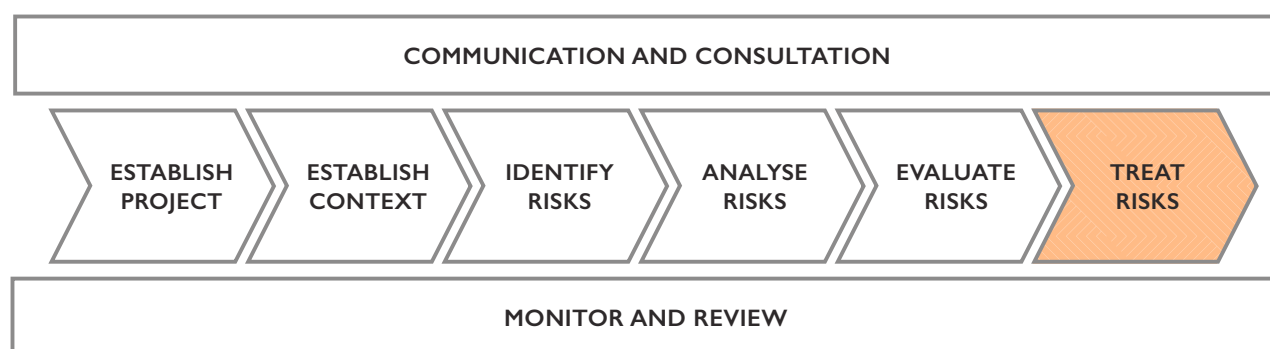 COMMUNICATION AND CONSULTATION
ESTABLISH
PROJECT
ESTABLISH
CONTEXT
IDENTIFY
RISKS
ANALYSE
RISKS
EVALUATE
RISKS
TREAT
RISKS
MONITOR AND REVIEW